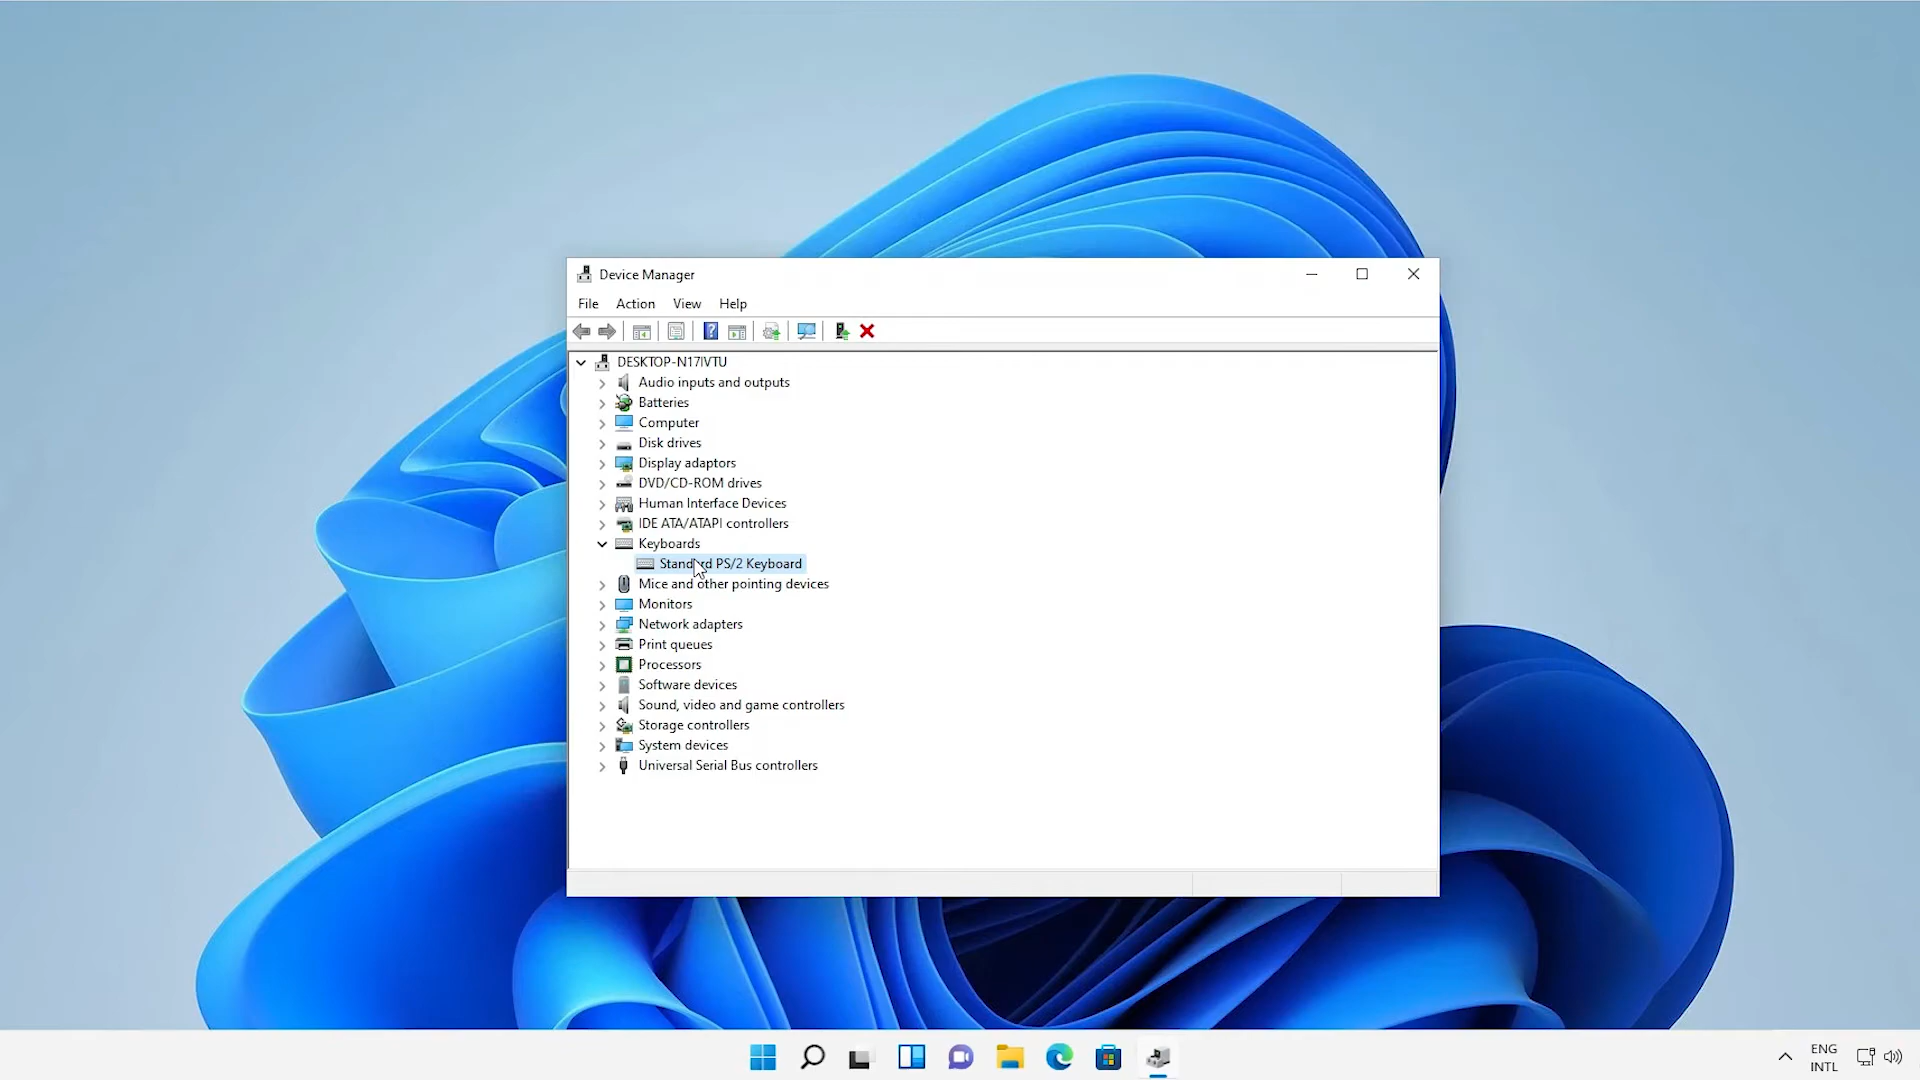 Device Manager
File Action View Help
DESKTOP-N17IVTU
Audio inputs and outputs
Batteries
Computer
Disk drives
Display adaptors
DVD/CD-ROM drives
Human Interface Devices
IDE ATA/ATAPI controllers
Keyboards
Standard PS/2 Keyboard
Mice and other pointing devices
Monitors
Network adapters
Print queues
Processors
Software devices
Sound, video and game controllers
Storage controllers
System devices
Universal Serial Bus controllers
ENG
INTL